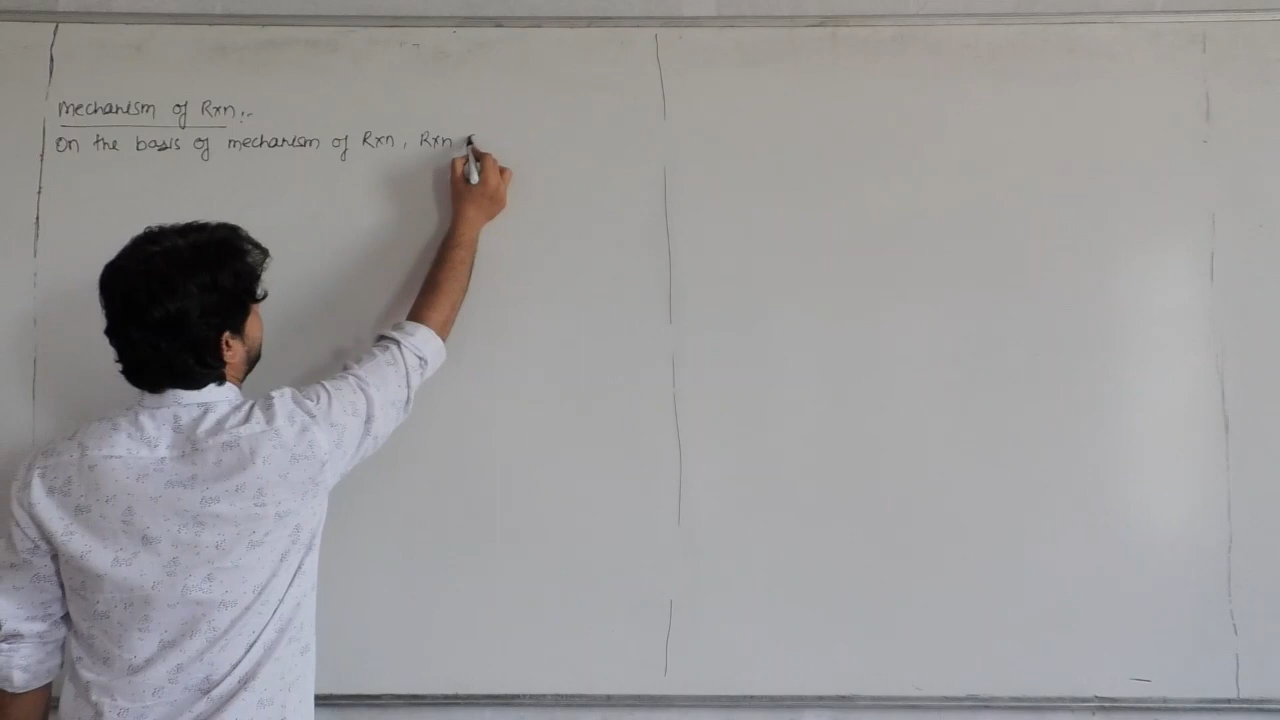 Mechanism of Rxn:-
On the basis of mechanism of Rxn, Rxn